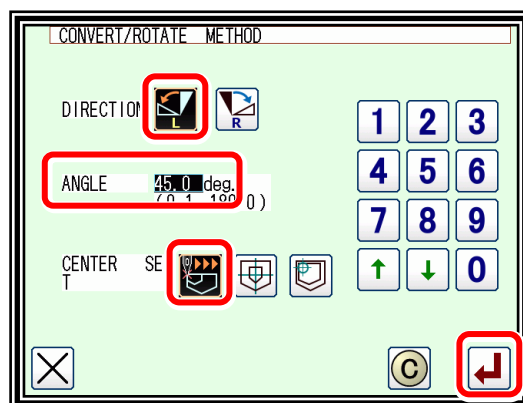 CONVERT/ROTATE METHOD
DIRECTION
L
R
1 2 3
ANGLE 45.0 deg.
(0.1 180.0)
4 5 6
7 8 9
CENTER SE
T
↑ ↓ 0
C